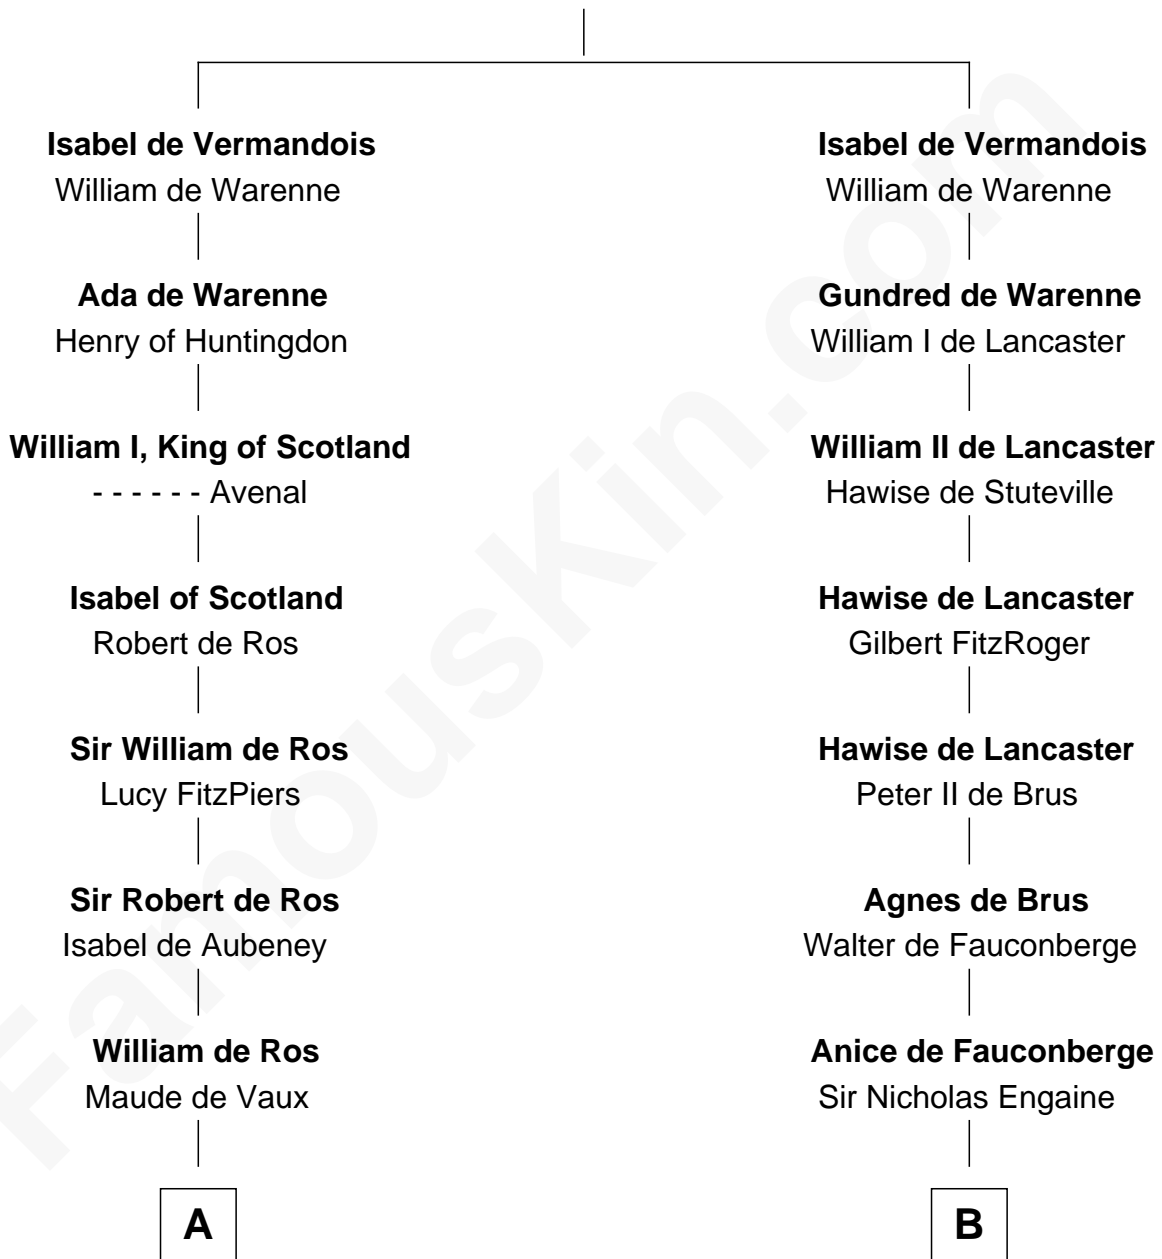 Isabel de Vermandois
William de Warenne
Ada de Warenne
Henry of Huntingdon
William I, King of Scotland
- - - - - - Avenal
Isabel of Scotland
Robert de Ros
Sir William de Ros
Lucy FitzPiers
Sir Robert de Ros
Isabel de Aubeney
William de Ros
Maude de Vaux
A
Isabel de Vermandois
William de Warenne
Gundred de Warenne
William I de Lancaster
William II de Lancaster
Hawise de Stuteville
Hawise de Lancaster
Gilbert FitzRoger
Hawise de Lancaster
Peter II de Brus
Agnes de Brus
Walter de Fauconberge
Anice de Fauconberge
Sir Nicholas Engaine
B
FamousKin.com